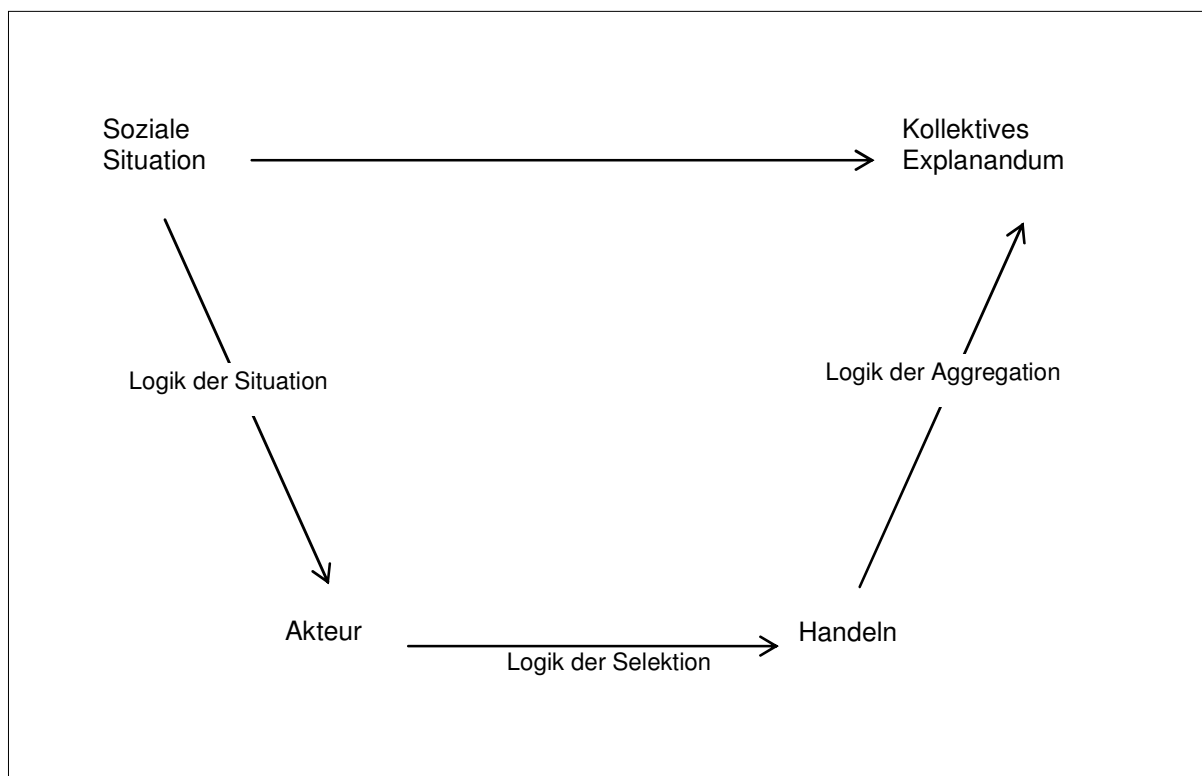 Soziale
Situation
Kollektives
Explanandum
Logik der Situation
Logik der Aggregation
Akteur
Handeln
Logik der Selektion